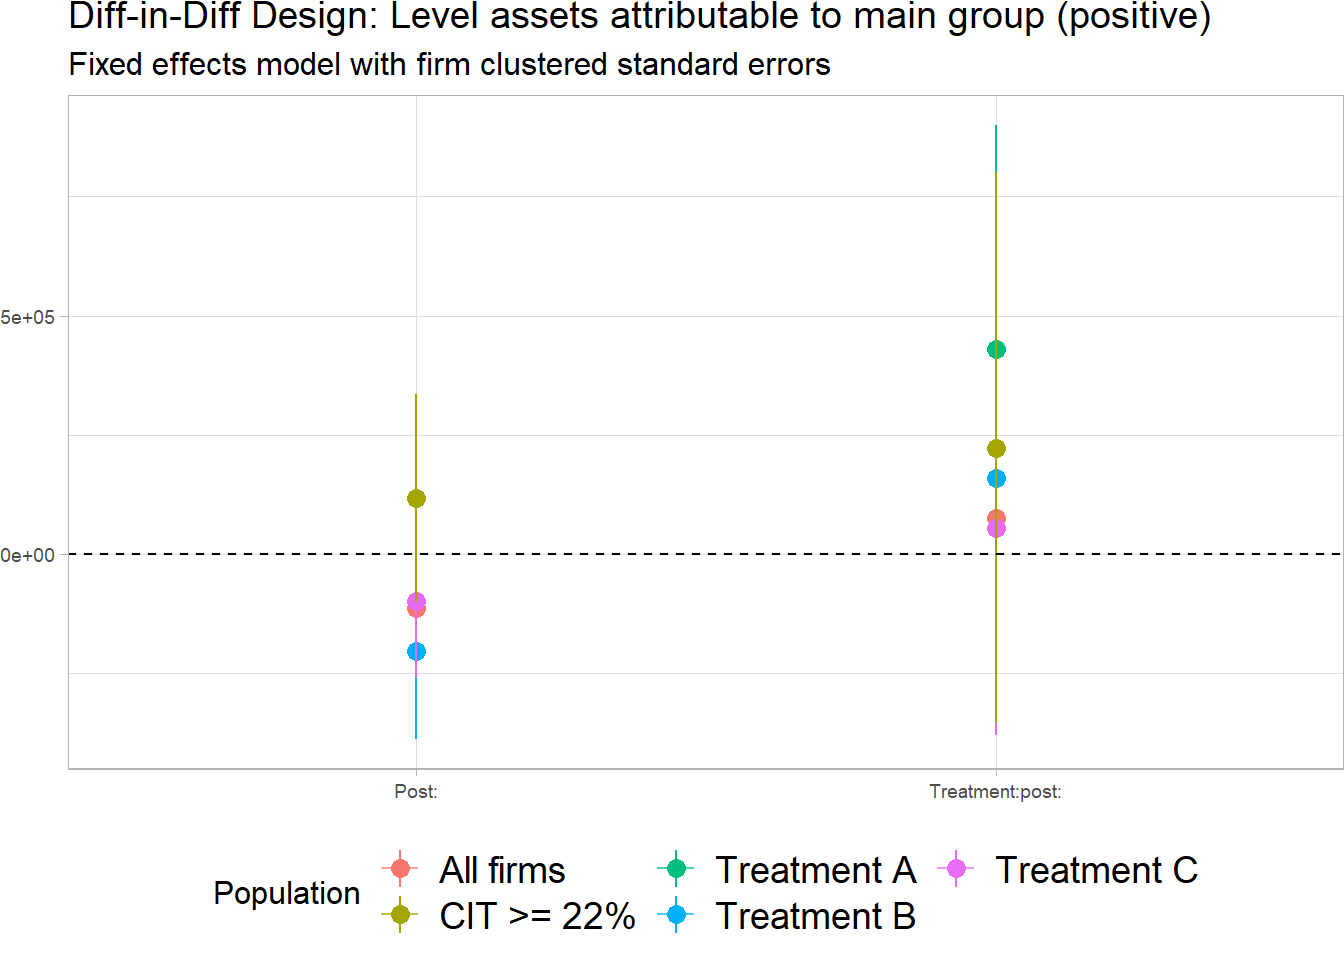 Diff-in-Diff Design: Level assets attributable to main group (positive)
Fixed effects model with firm clustered standard errors
5e+05
0e+00
Post:
Treatment:post:
Population
All firms
Treatment A
Treatment C
CIT >= 22%
Treatment B